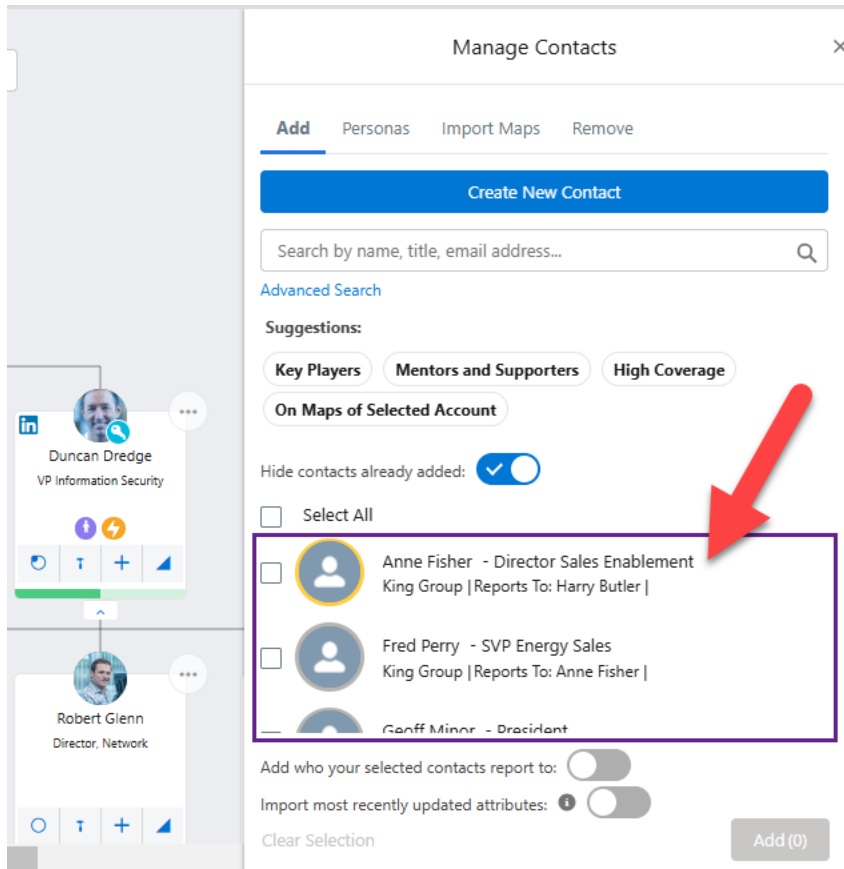 Manage Contacts
Add Personas Import Maps Remove
Create New Contact
Search by name, title, email address...
Advanced Search
Suggestions:
Key Players Mentors and Supporters High Coverage
On Maps of Selected Account
Hide contacts already added:
Select All
Anne Fisher - Director Sales Enablement
King Group | Reports To: Harry Butler |
Fred Perry - SVP Energy Sales
King Group | Reports To: Anne Fisher |
Geoff Minor - President
Add who your selected contacts report to:
Import most recently updated attributes:
Clear Selection
Add (0)
in
Duncan Dredge
VP Information Security
Robert Glenn
Director, Network